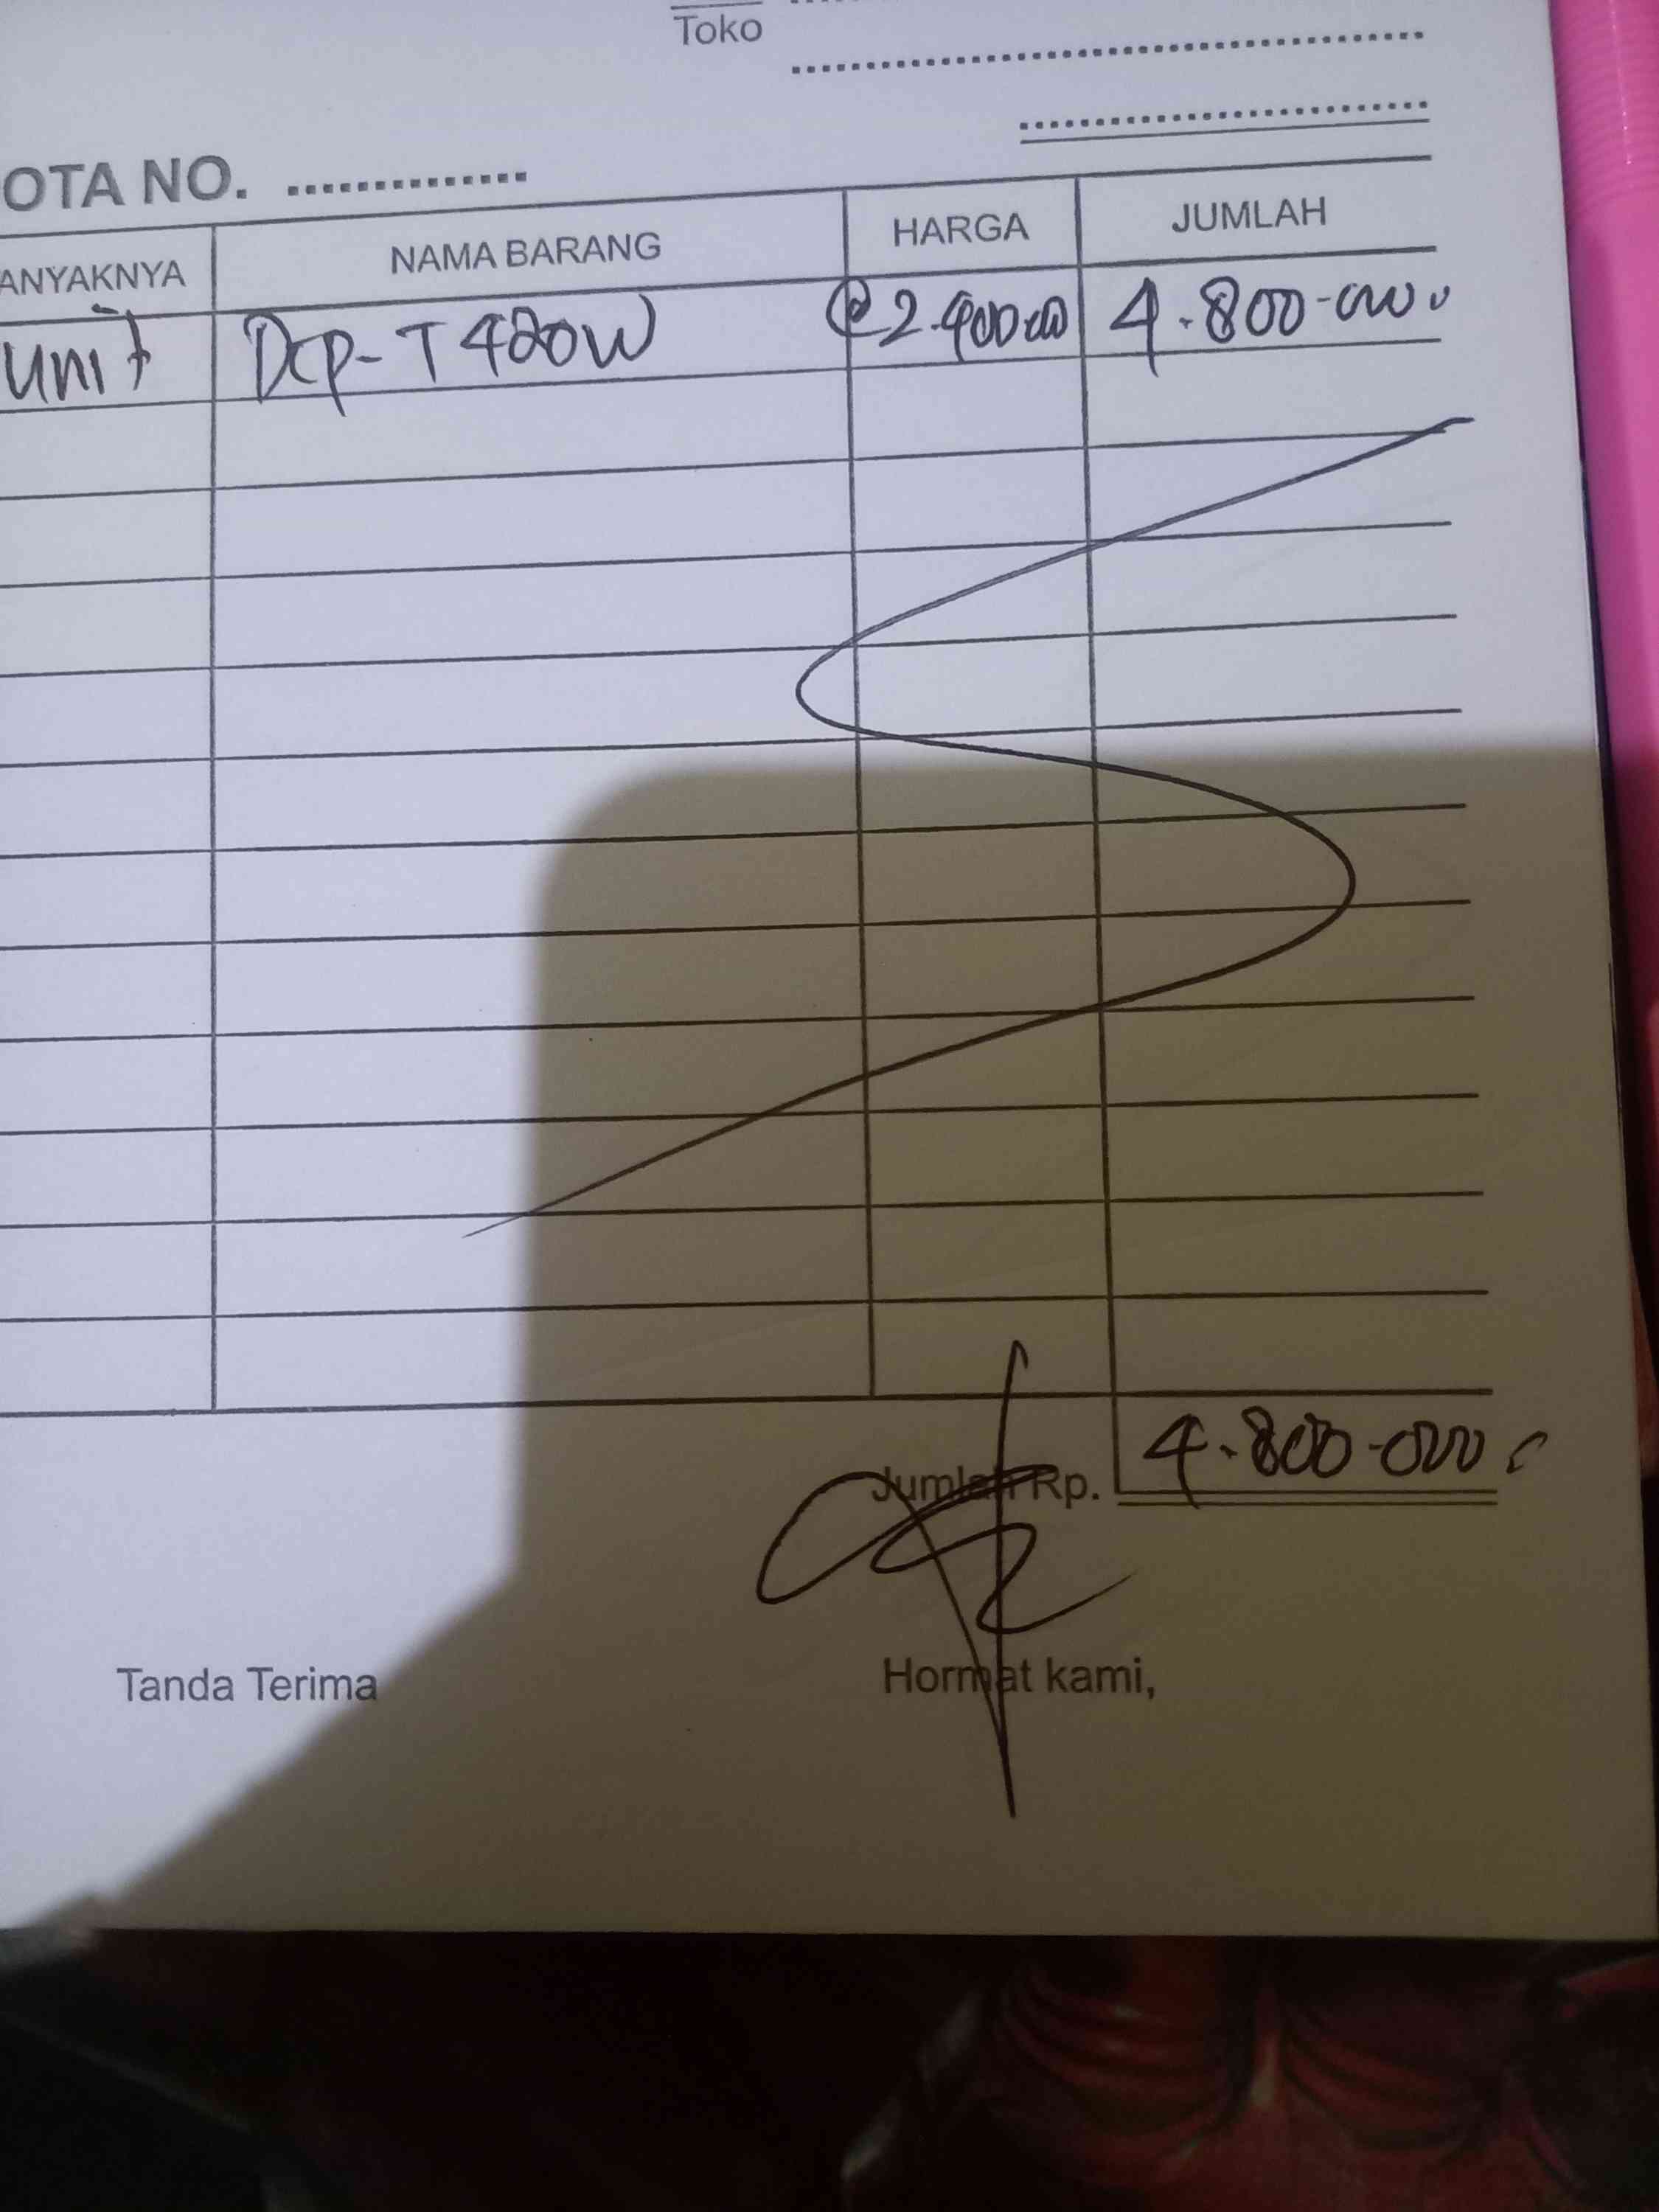 Toko
OTA NO. ..............
ANYAKNYA NAMA BARANG HARGA JUMLAH
unit Dcp-T420W @2.400.000 4.800.000
Jumlah Rp. 4.800.000
Tanda Terima Hormat kami,